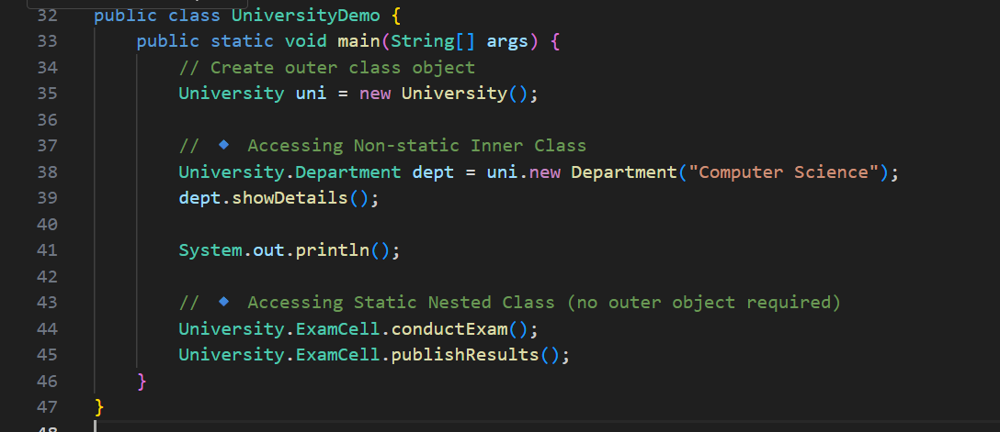 32 public class UniversityDemo {
33 public static void main(String[] args) {
34 // Create outer class object
35 University uni = new University();
36
37 // 🔹 Accessing Non-static Inner Class
38 University.Department dept = uni.new Department("Computer Science");
39 dept.showDetails();
40
41 System.out.println();
42
43 // 🔹 Accessing Static Nested Class (no outer object required)
44 University.ExamCell.conductExam();
45 University.ExamCell.publishResults();
46 }
47 }
48